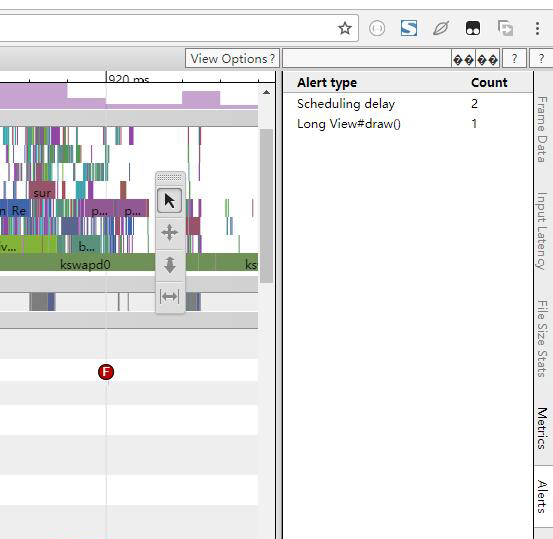 View Options?
?
?
920 ms
Alert type Count
Scheduling delay 2
Long View#draw() 1
sur
Re
p...
p...
b...
kswapd0
F
Frame Data
Input Latency
File Size Stats
Metrics
Alerts